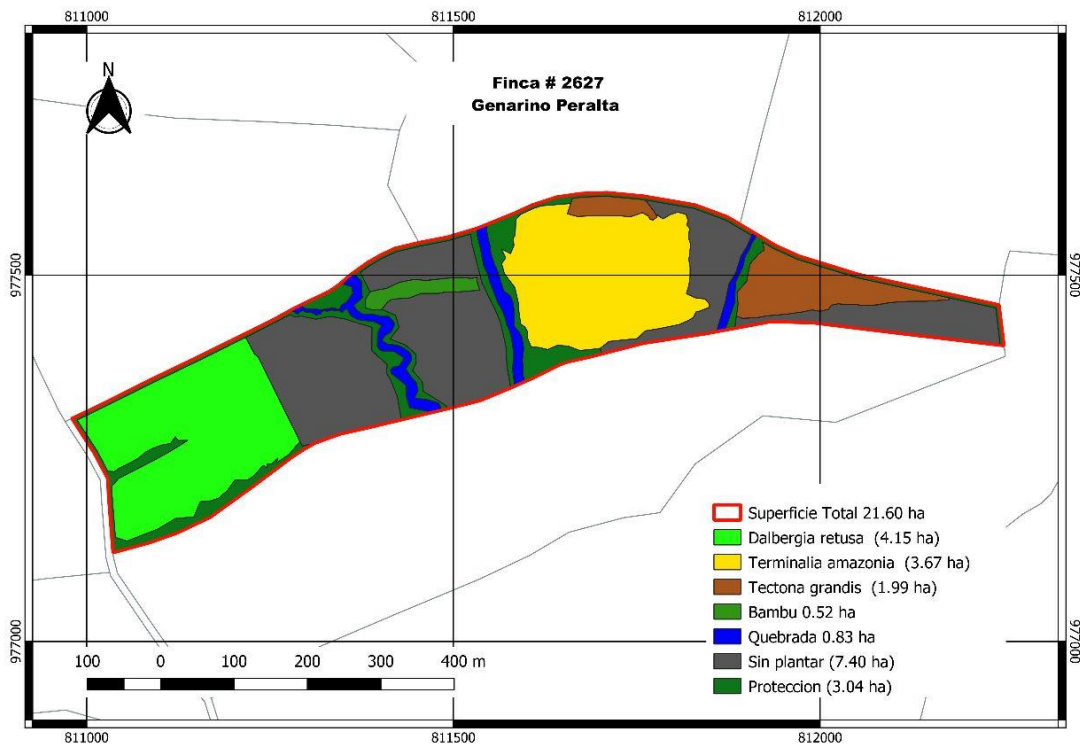 811000 811500 812000
N
Finca # 2627
Genarino Peralta
977500 977500
Superficie Total 21.60 ha
Dalbergia retusa (4.15 ha)
Terminalia amazonia (3.67 ha)
Tectona grandis (1.99 ha)
Bambu 0.52 ha
Quebrada 0.83 ha
Sin plantar (7.40 ha)
Proteccion (3.04 ha)
977000 977000
100 0 100 200 300 400 m
811000 811500 812000